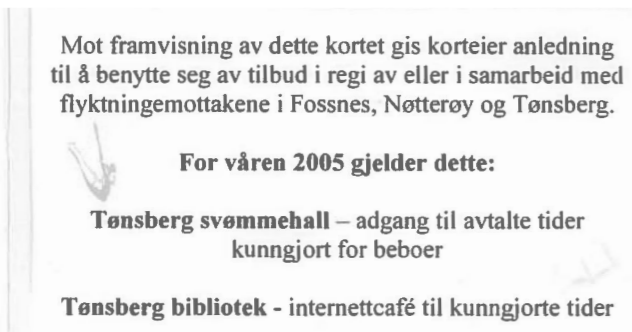 Mot framvisning av dette kortet gis korteier anledning
til å benytte seg av tilbud i regi av eller i samarbeid med
flyktningemottakene i Fossnes, Nøtterøy og Tønsberg.
For våren 2005 gjelder dette:
Tønsberg svømmehall – adgang til avtalte tider
kunngjort for beboer
Tønsberg bibliotek - internettcafé til kunngjorte tider